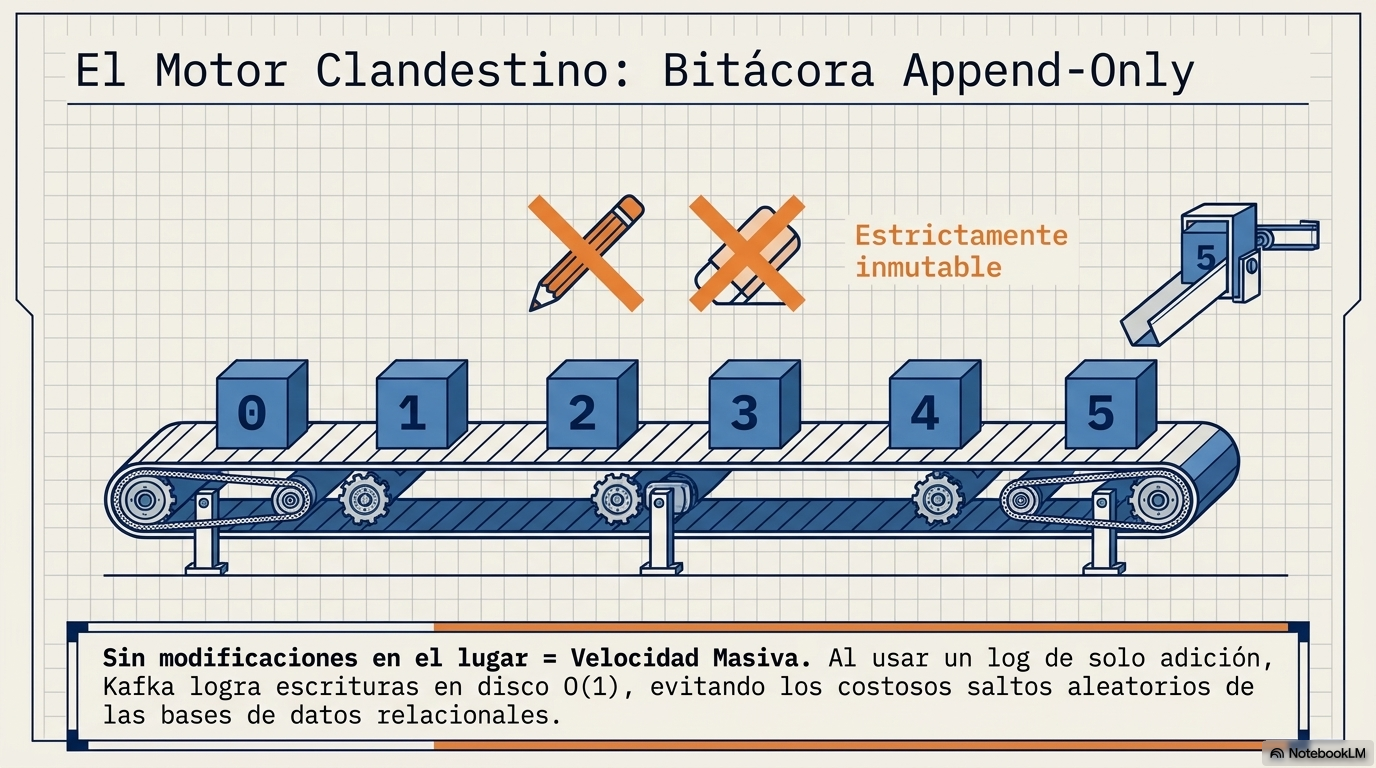 El Motor Clandestino: Bitácora Append-Only
Estrictamente
inmutable
5
0 1 2 3 4 5
Sin modificaciones en el lugar = Velocidad Masiva. Al usar un log de solo adición,
Kafka logra escrituras en disco O(1), evitando los costosos saltos aleatorios de
las bases de datos relacionales.
NotebookLM